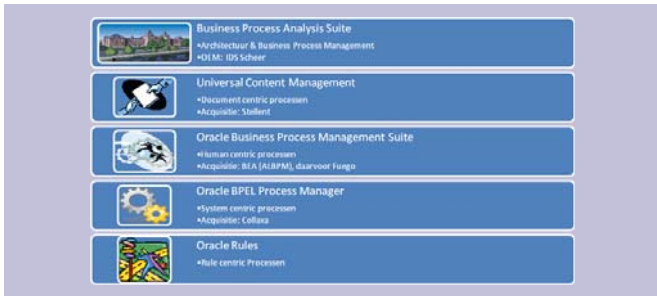 Business Process Analysis Suite
•Architectuur & Business Process Management
•OEM: IDS Scheer
Universal Content Management
•Document centric processen
•Acquisitie: Stellent
Oracle Business Process Management Suite
•Human centric processen
•Acquisitie: BEA (ALBPM), daarvoor Fuego
Oracle BPEL Process Manager
•System centric processen
•Acquisitie: Collaxa
Oracle Rules
•Rule centric Processen